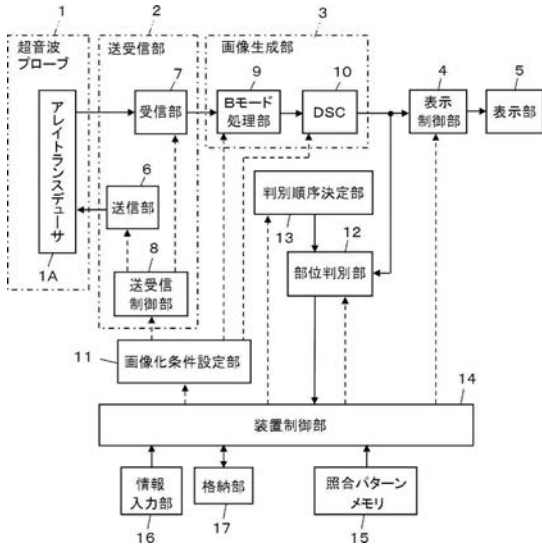 1
2
3
超音波
プローブ
送受信部
画像生成部
7
9
10
4
5
アレイトランスデューサ
受信部
Bモード
処理部
DSC
表示
制御部
表示部
6
送信部
判別順序決定部
13
12
1A
8
部位判別部
送受信
制御部
11
画像化条件設定部
14
装置制御部
情報
入力部
格納部
照合パターン
メモリ
16
17
15